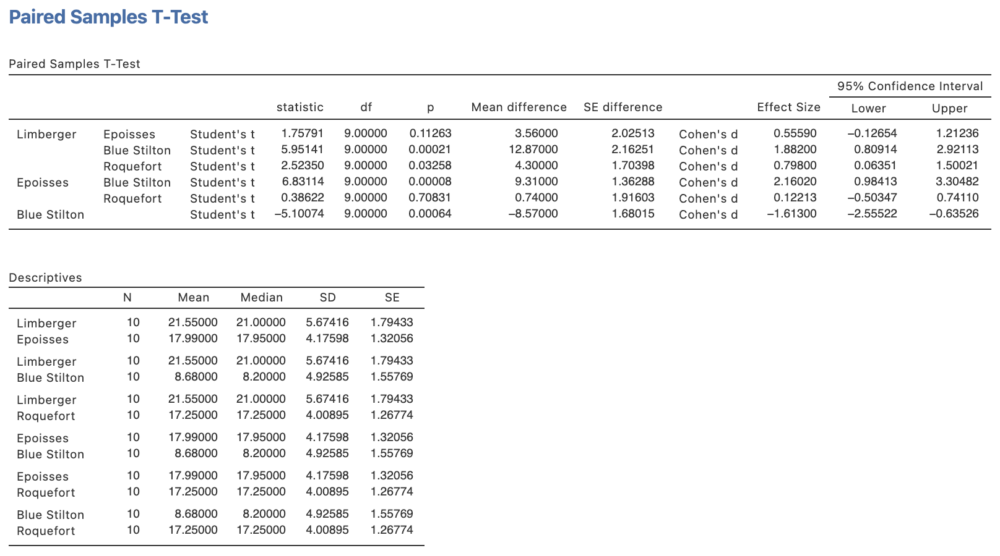 Paired Samples T-Test
Paired Samples T-Test
95% Confidence Interval
statistic df p Mean difference SE difference Effect Size Lower Upper
Limberger Epoisses Student's t 1.75791 9.00000 0.11263 3.56000 2.02513 Cohen's d 0.55590 −0.12654 1.21236
Blue Stilton Student's t 5.95141 9.00000 0.00021 12.87000 2.16251 Cohen's d 1.88200 0.80914 2.92113
Roquefort Student's t 2.52350 9.00000 0.03258 4.30000 1.70398 Cohen's d 0.79800 0.06351 1.50021
Epoisses Blue Stilton Student's t 6.83114 9.00000 0.00008 9.31000 1.36288 Cohen's d 2.16020 0.98413 3.30482
Roquefort Student's t 0.38622 9.00000 0.70831 0.74000 1.91603 Cohen's d 0.12213 −0.50347 0.74110
Blue Stilton Student's t −5.10074 9.00000 0.00064 −8.57000 1.68015 Cohen's d −1.61300 −2.55522 −0.63526
Descriptives
N Mean Median SD SE
Limberger 10 21.55000 21.00000 5.67416 1.79433
Epoisses 10 17.99000 17.95000 4.17598 1.32056
Limberger 10 21.55000 21.00000 5.67416 1.79433
Blue Stilton 10 8.68000 8.20000 4.92585 1.55769
Limberger 10 21.55000 21.00000 5.67416 1.79433
Roquefort 10 17.25000 17.25000 4.00895 1.26774
Epoisses 10 17.99000 17.95000 4.17598 1.32056
Blue Stilton 10 8.68000 8.20000 4.92585 1.55769
Epoisses 10 17.99000 17.95000 4.17598 1.32056
Roquefort 10 17.25000 17.25000 4.00895 1.26774
Blue Stilton 10 8.68000 8.20000 4.92585 1.55769
Roquefort 10 17.25000 17.25000 4.00895 1.26774